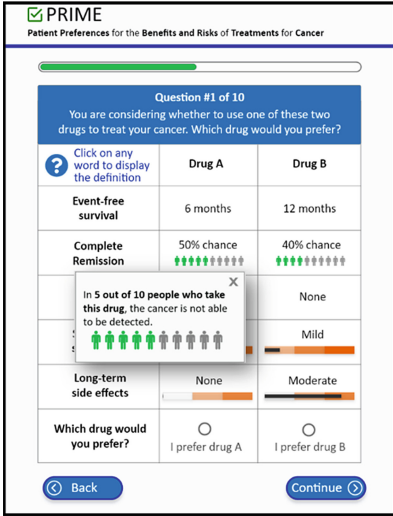 PRIME
Patient Preferences for the Benefits and Risks of Treatments for Cancer
Question #1 of 10
You are considering whether to use one of these two
drugs to treat your cancer. Which drug would you prefer?
?
Click on any
word to display
the definition
Drug A
Drug B
Event-free
survival
6 months
12 months
Complete
Remission
50% chance
40% chance
X
In 5 out of 10 people who take
this drug, the cancer is not able
to be detected.
None
Mild
Long-term
side effects
None
Moderate
Which drug would
you prefer?
I prefer drug A
I prefer drug B
Back
Continue